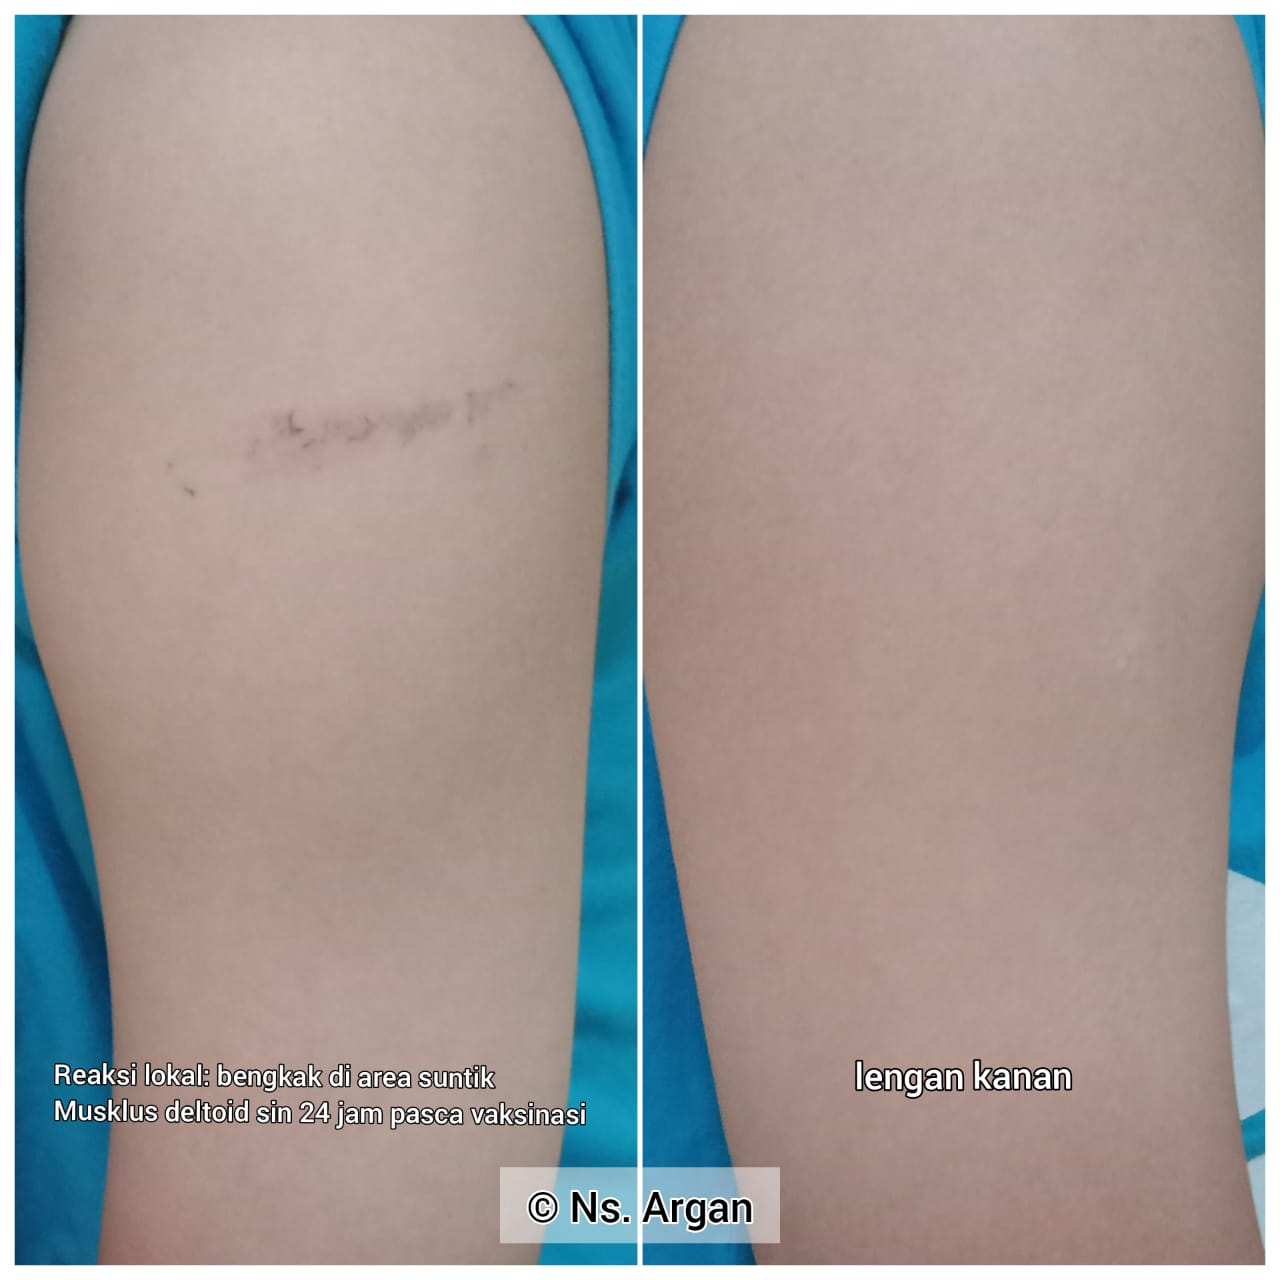 Reaksi lokal: bengkak di area suntik
Musklus deltoid sin 24 jam pasca vaksinasi
lengan kanan
© Ns. Argan